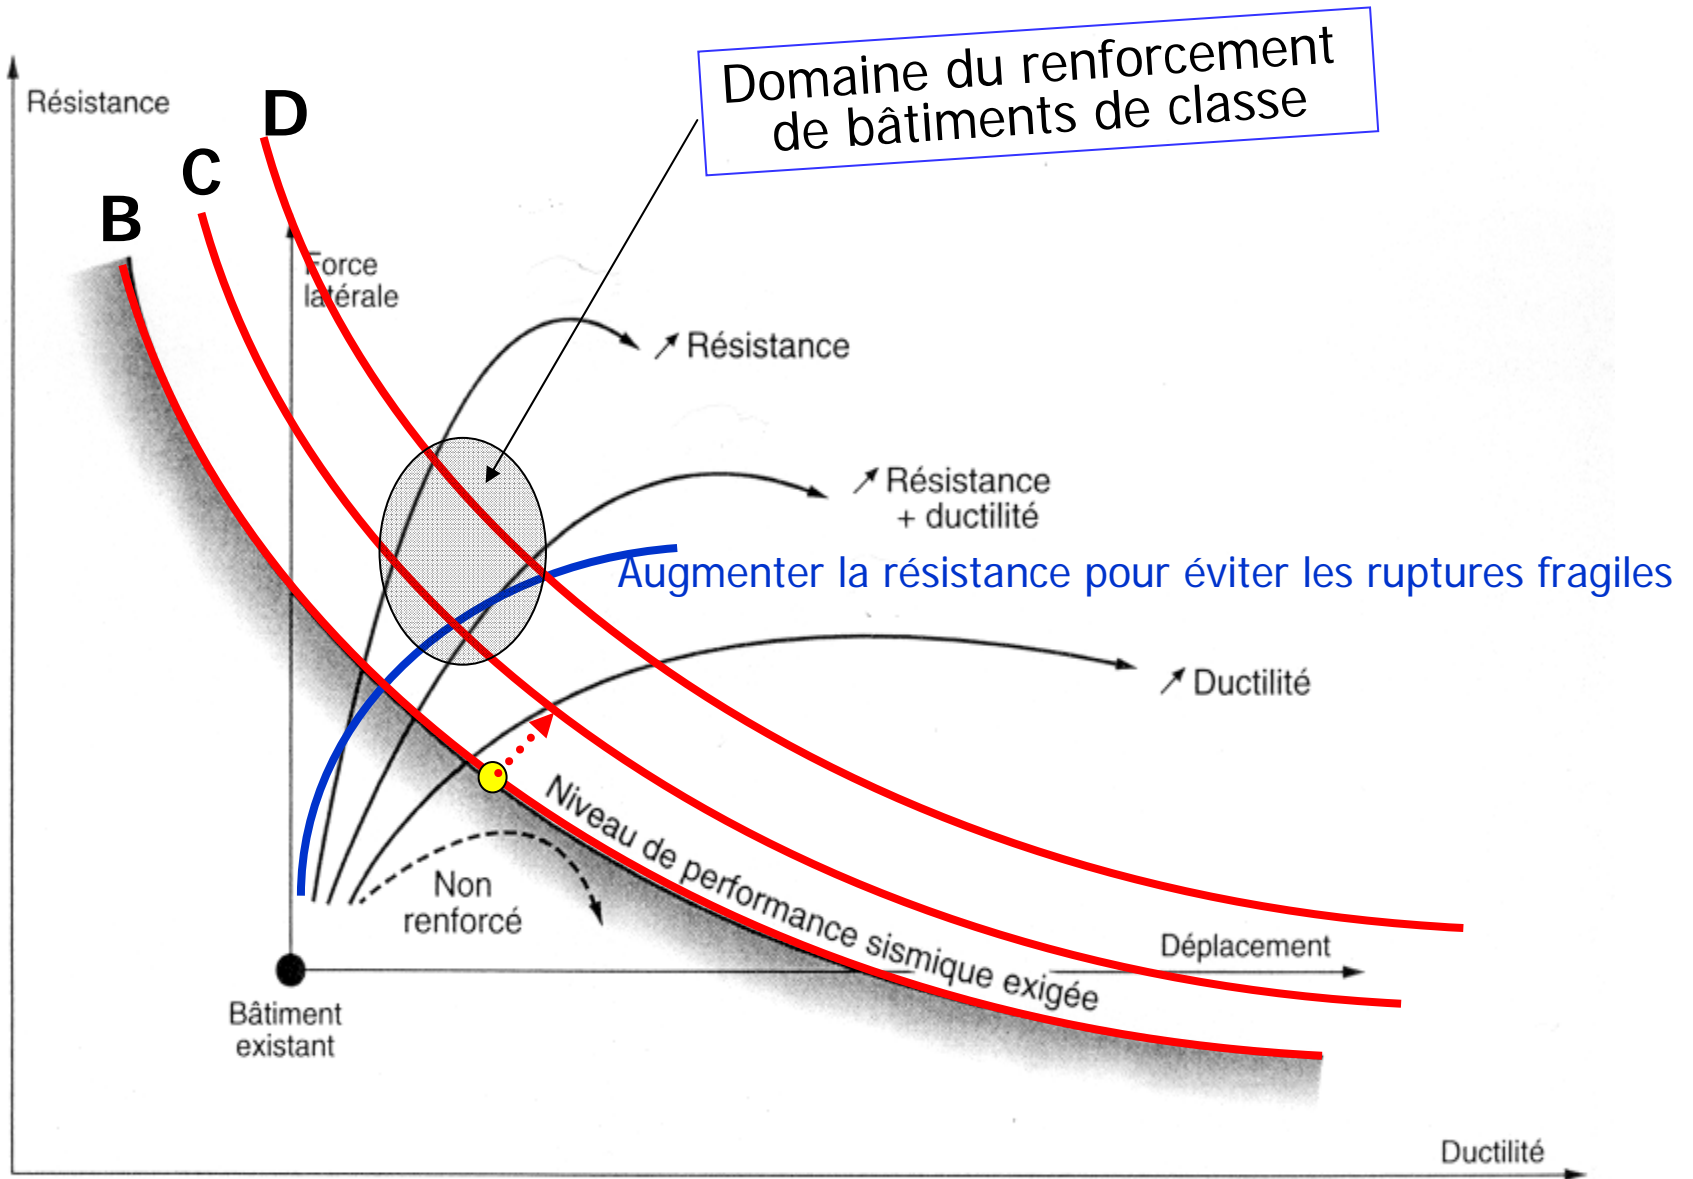 Domaine du renforcement
de bâtiments de classe
Résistance
D
C
B
Force
latérale
↗ Résistance
↗ Résistance
+ ductilité
Augmenter la résistance pour éviter les ruptures fragiles
↗ Ductilité
Niveau de performance sismique exigée
Non
renforcé
Déplacement
Bâtiment
existant
Ductilité